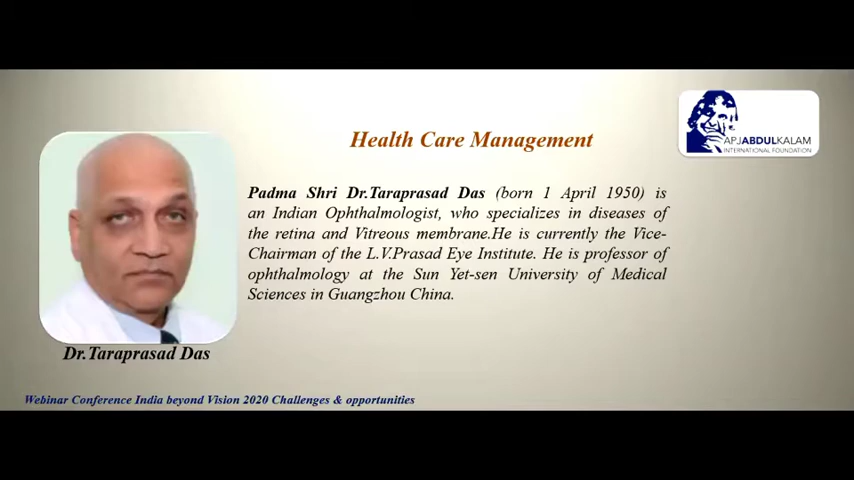 Health Care Management
APJABDULKALAM
INTERNATIONAL FOUNDATION
Padma Shri Dr.Taraprasad Das (born 1 April 1950) is
an Indian Ophthalmologist, who specializes in diseases of
the retina and Vitreous membrane.He is currently the Vice-
Chairman of the L.V.Prasad Eye Institute. He is professor of
ophthalmology at the Sun Yet-sen University of Medical
Sciences in Guangzhou China.
Dr.Taraprasad Das
Webinar Conference India beyond Vision 2020 Challenges & opportunities